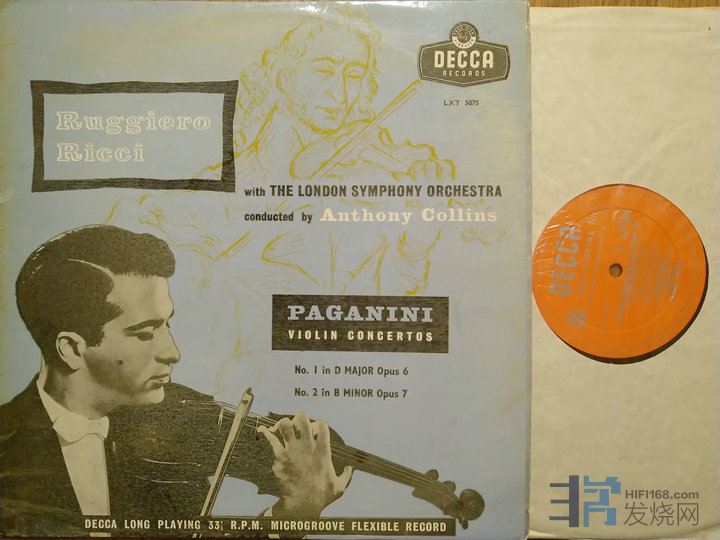 DECCA
RECORDS
LXT 5075
Ruggiero
Ricci
with THE LONDON SYMPHONY ORCHESTRA
conducted by Anthony Collins
PAGANINI
VIOLIN CONCERTOS
No. 1 in D MAJOR Opus 6
No. 2 in B MINOR Opus 7
DECCA LONG PLAYING 33⅓ R.P.M. MICROGROOVE FLEXIBLE RECORD
DECCA
HIFI168.com
发烧网